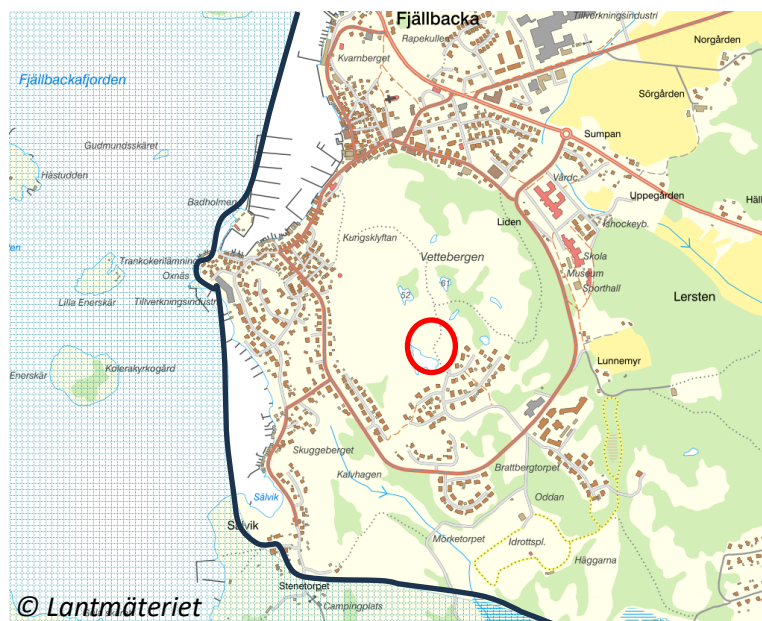 Fjällbacka
Tillverkningsindustri
Rapekullen
Norgården
Kvarnberget
Fjällbackafjorden
Sörgården
Sumpan
Gudmundsskäret
Hästudden
Vårdc.
Uppegården
Badholmen
Liden
Ishockeyb.
Kungsklyftan
Vettebergen
Skola
Trankokerilämning
Oxnäs
Museum
Sporthall
52
61
Lilla Enerskär
Tillverkningsindustri
Lersten
Lunnemyr
Kolerakyrkogård
Enerskär
Skuggeberget
Kalvhagen
Brattbergtorpet
Sälvik
Oddan
Sälvik
Mörketorpet
Idrottspl.
Häggarna
Stenetorpet
Campingplats
© Lantmäteriet